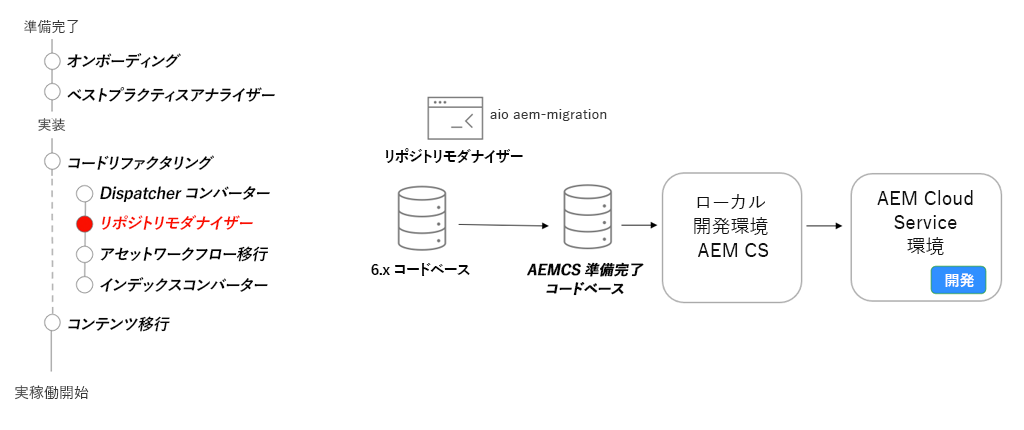 準備完了
オンボーディング
ベストプラクティスアナライザー
実装
コードリファクタリング
Dispatcher コンバーター
リポジトリモダナイザー
アセットワークフロー移行
インデックスコンバーター
コンテンツ移行
実稼働開始
aio aem-migration
リポジトリモダナイザー
6.x コードベース
AEMCS 準備完了
コードベース
ローカル
開発環境
AEM CS
AEM Cloud
Service
環境
開発